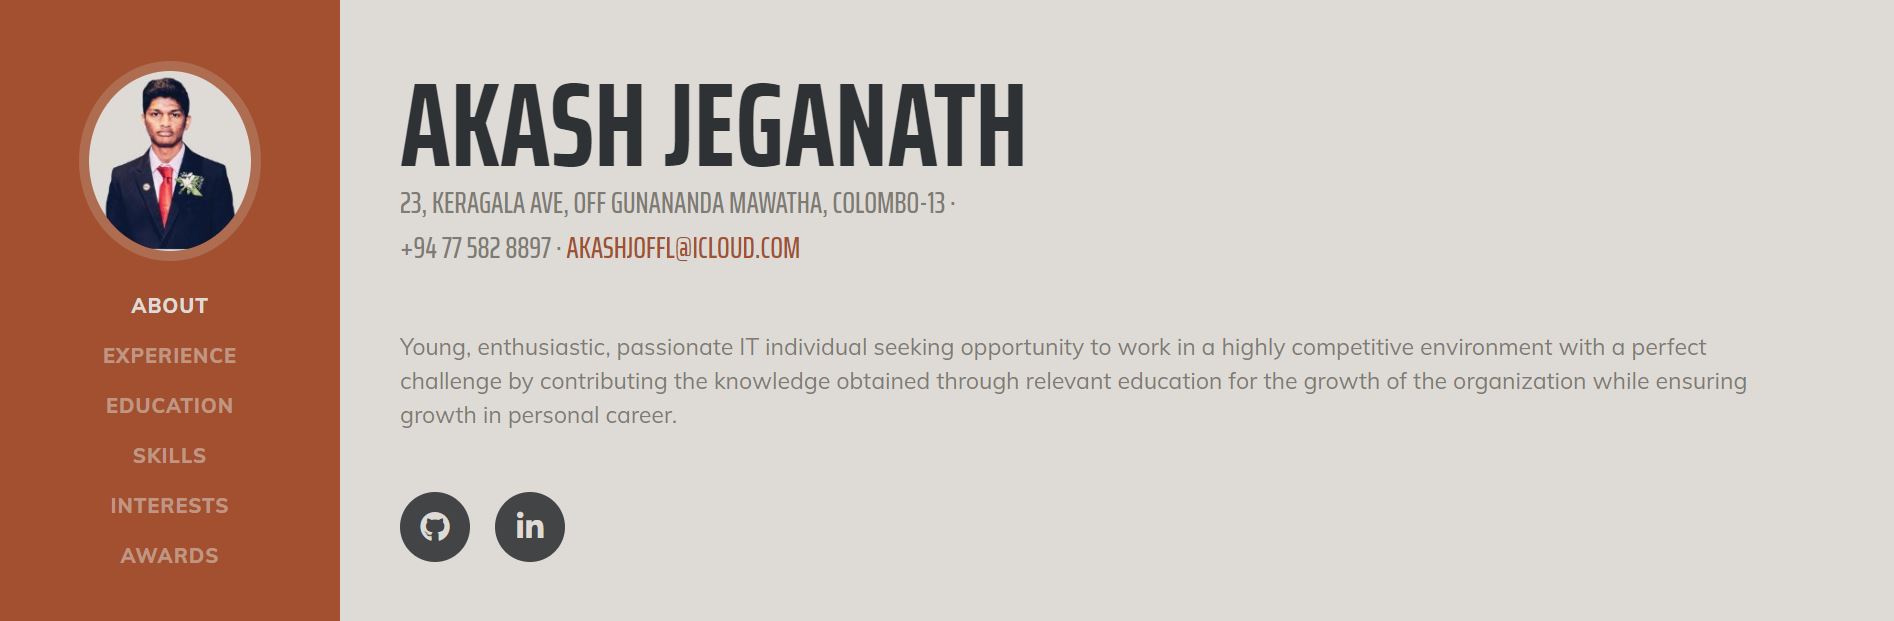 ABOUT
EXPERIENCE
EDUCATION
SKILLS
INTERESTS
AWARDS
AKASH JEGANATH
23, KERAGALA AVE, OFF GUNANANDA MAWATHA, COLOMBO-13 ·
+94 77 582 8897 · AKASHJOFFL@ICLOUD.COM
Young, enthusiastic, passionate IT individual seeking opportunity to work in a highly competitive environment with a perfect
challenge by contributing the knowledge obtained through relevant education for the growth of the organization while ensuring
growth in personal career.
in